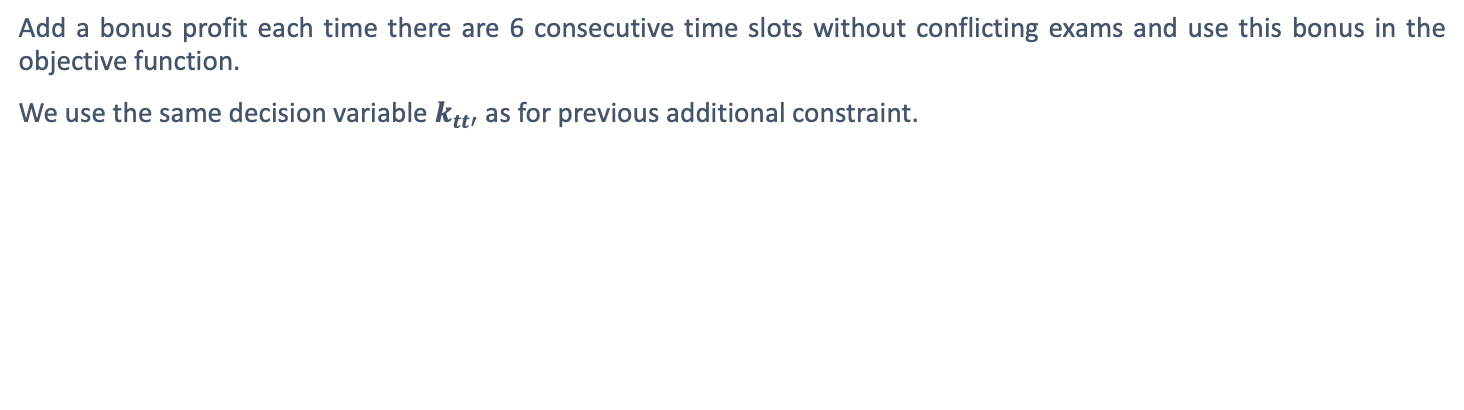 Add a bonus profit each time there are 6 consecutive time slots without conflicting exams and use this bonus in the
objective function.
We use the same decision variable kₜₜ′ as for previous additional constraint.